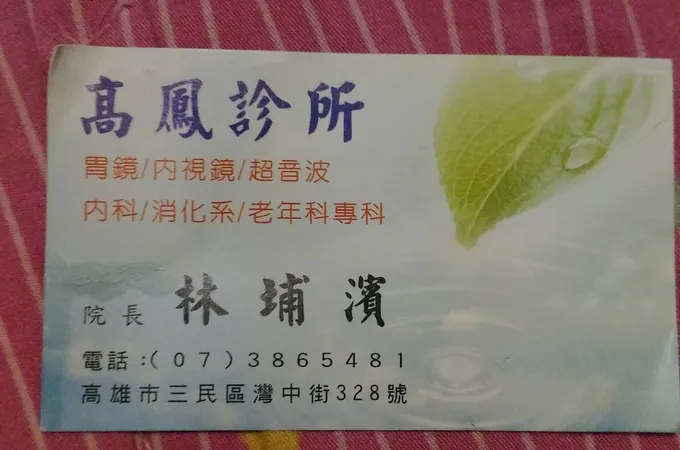 高鳳診所
胃鏡/內視鏡/超音波
內科/消化系/老年科專科
院長 林埔濱
電話:(07)3865481
高雄市三民區灣中街328號